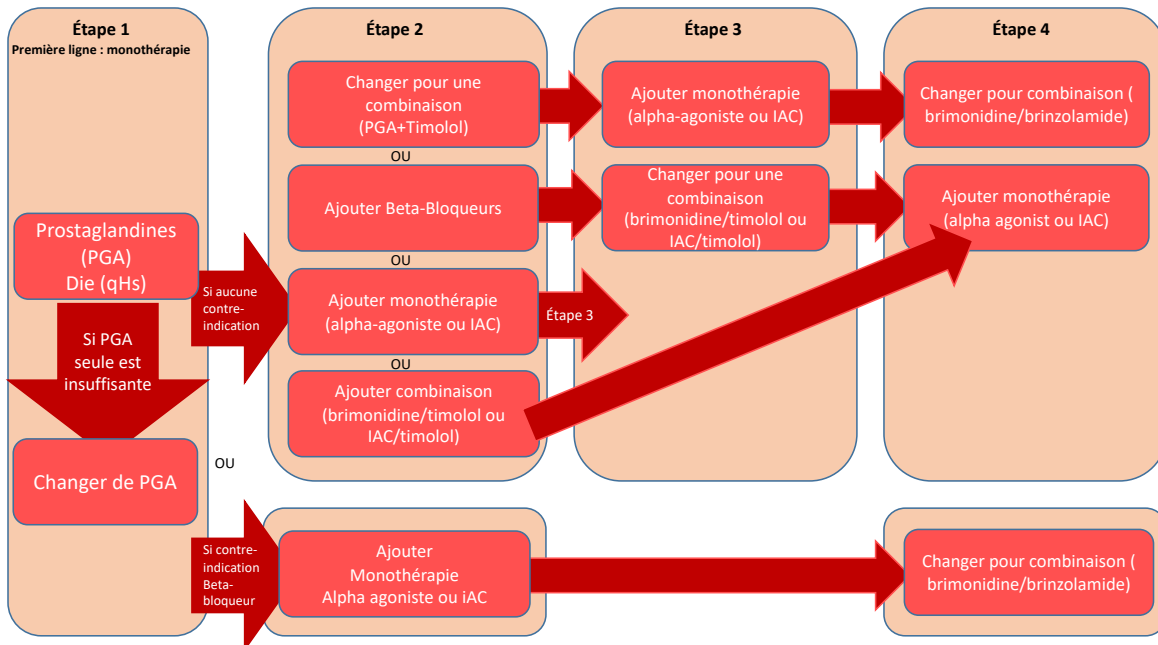 Étape 1
Première ligne : monothérapie
Prostaglandines
(PGA)
Die (qHs)
Si PGA
seule est
insuffisante
Changer de PGA
Si aucune
contre-
indication
OU
Si contre-
indication
Beta-
bloqueur
Étape 2
Changer pour une
combinaison
(PGA+Timolol)
OU
Ajouter Beta-Bloqueurs
OU
Ajouter monothérapie
(alpha-agoniste ou IAC)
OU
Ajouter combinaison
(brimonidine/timolol ou
IAC/timolol)
Ajouter
Monothérapie
Alpha agoniste ou iAC
Étape 3
Ajouter monothérapie
(alpha-agoniste ou IAC)
Changer pour une
combinaison
(brimonidine/timolol ou
IAC/timolol)
Étape 3
Étape 4
Changer pour combinaison (
brimonidine/brinzolamide)
Ajouter monothérapie
(alpha agonist ou IAC)
Changer pour combinaison (
brimonidine/brinzolamide)